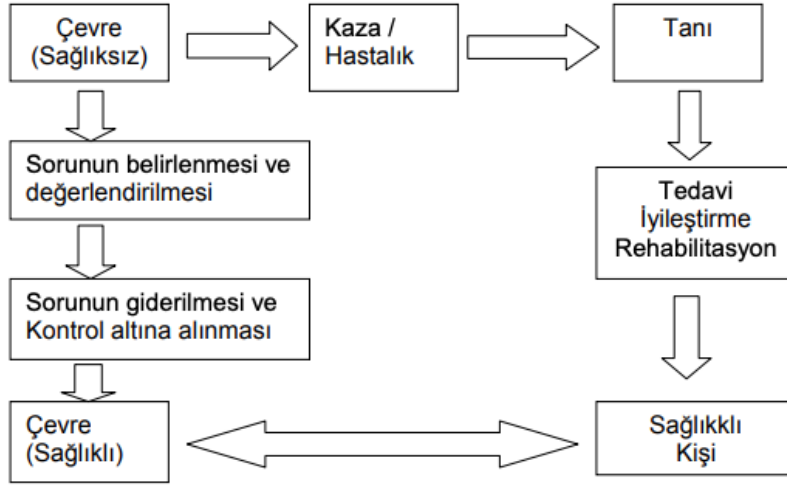 Çevre
(Sağlıksız)
Kaza /
Hastalık
Tanı
Sorunun belirlenmesi ve
değerlendirilmesi
Tedavi
İyileştirme
Rehabilitasyon
Sorunun giderilmesi ve
Kontrol altına alınması
Çevre
(Sağlıklı)
Sağlıkklı
Kişi